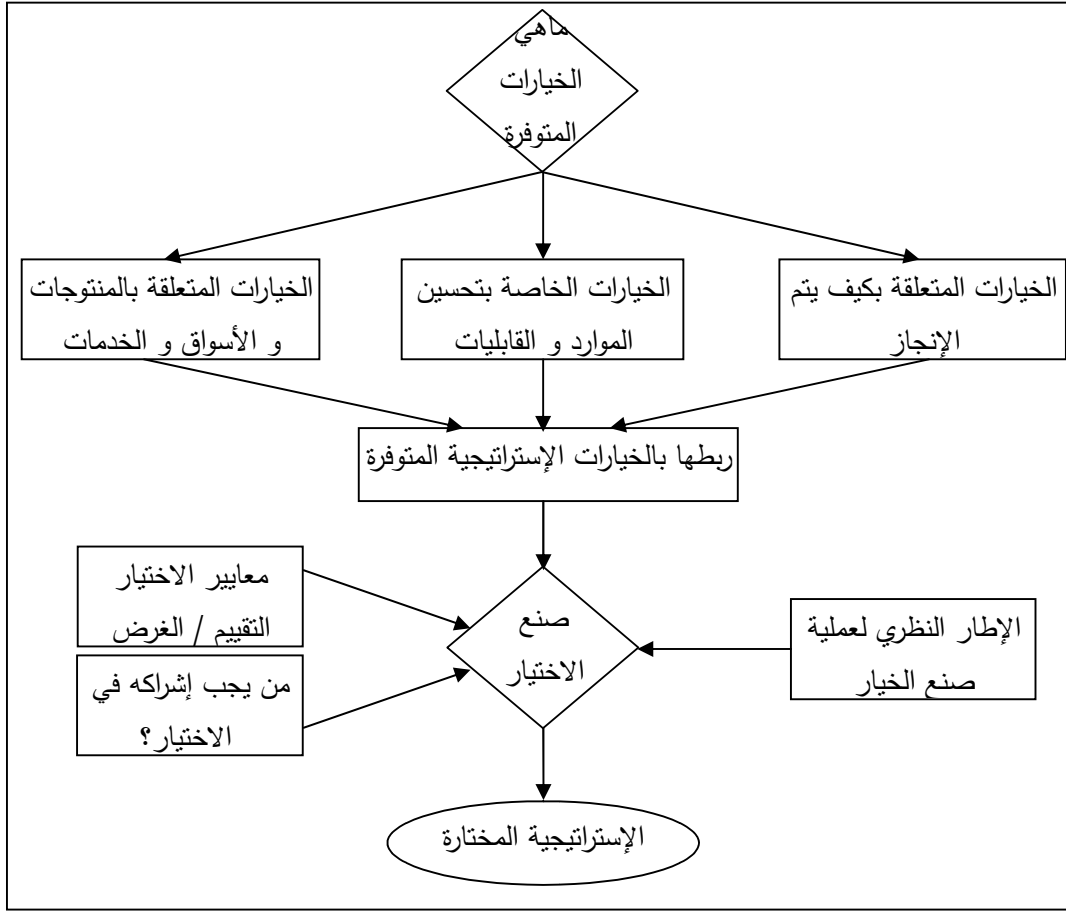 ماهي
الخيارات
المتوفرة
الخيارات المتعلقة بكيف يتم
الإنجاز
الخيارات الخاصة بتحسين
الموارد و القابليات
الخيارات المتعلقة بالمنتوجات
و الأسواق و الخدمات
ربطها بالخيارات الإستراتيجية المتوفرة
صنع
الاختيار
الإطار النظري لعملية
صنع الخيار
معايير الاختيار
التقييم / الغرض
من يجب إشراكه في
الاختيار؟
الإستراتيجية المختارة